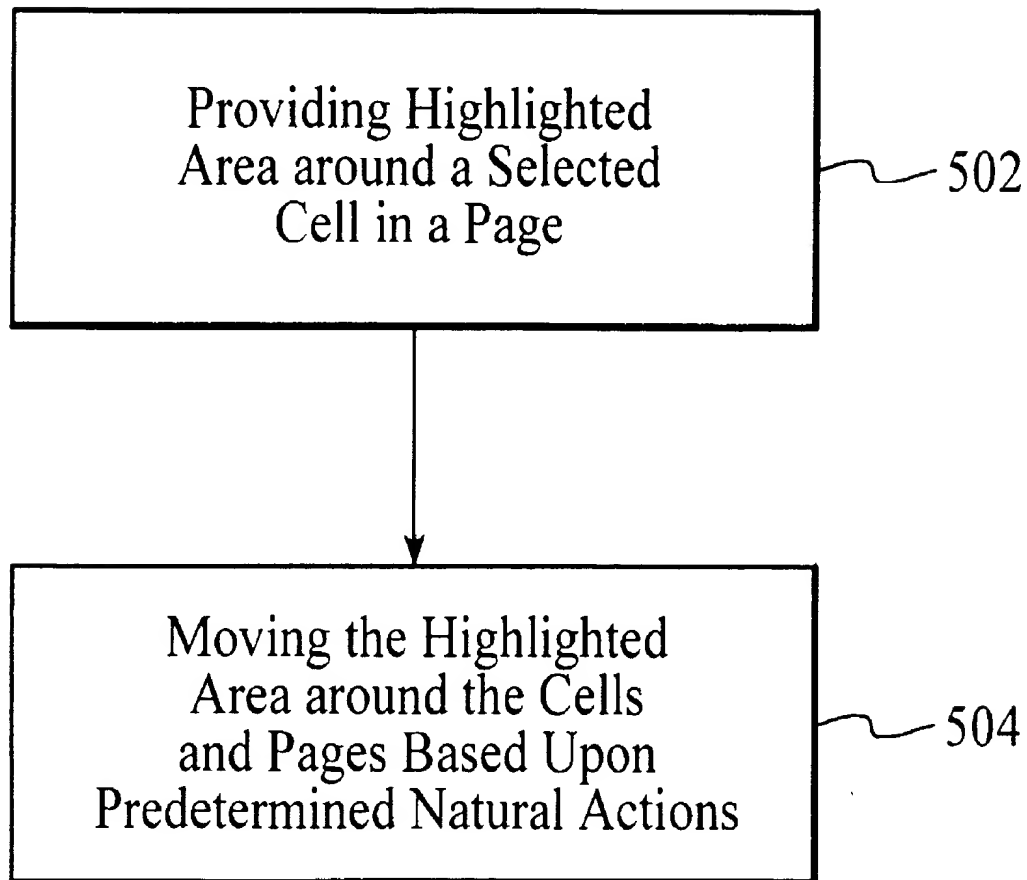 Providing Highlighted
Area around a Selected
Cell in a Page
502
Moving the Highlighted
Area around the Cells
and Pages Based Upon
Predetermined Natural Actions
504